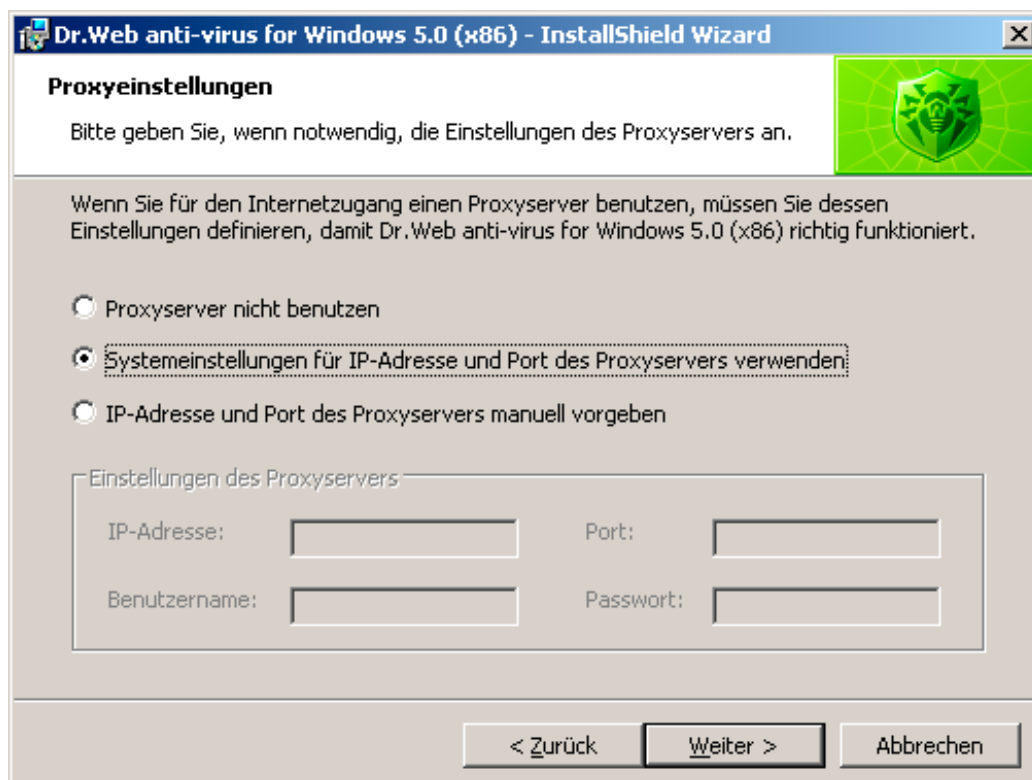 Dr.Web anti-virus for Windows 5.0 (x86) - InstallShield Wizard
Proxyeinstellungen
Bitte geben Sie, wenn notwendig, die Einstellungen des Proxyservers an.
Wenn Sie für den Internetzugang einen Proxyserver benutzen, müssen Sie dessen
Einstellungen definieren, damit Dr.Web anti-virus for Windows 5.0 (x86) richtig funktioniert.
Proxyserver nicht benutzen
Systemeinstellungen für IP-Adresse und Port des Proxyservers verwenden
IP-Adresse und Port des Proxyservers manuell vorgeben
Einstellungen des Proxyservers
IP-Adresse: Port:
Benutzername: Passwort:
< Zurück Weiter > Abbrechen